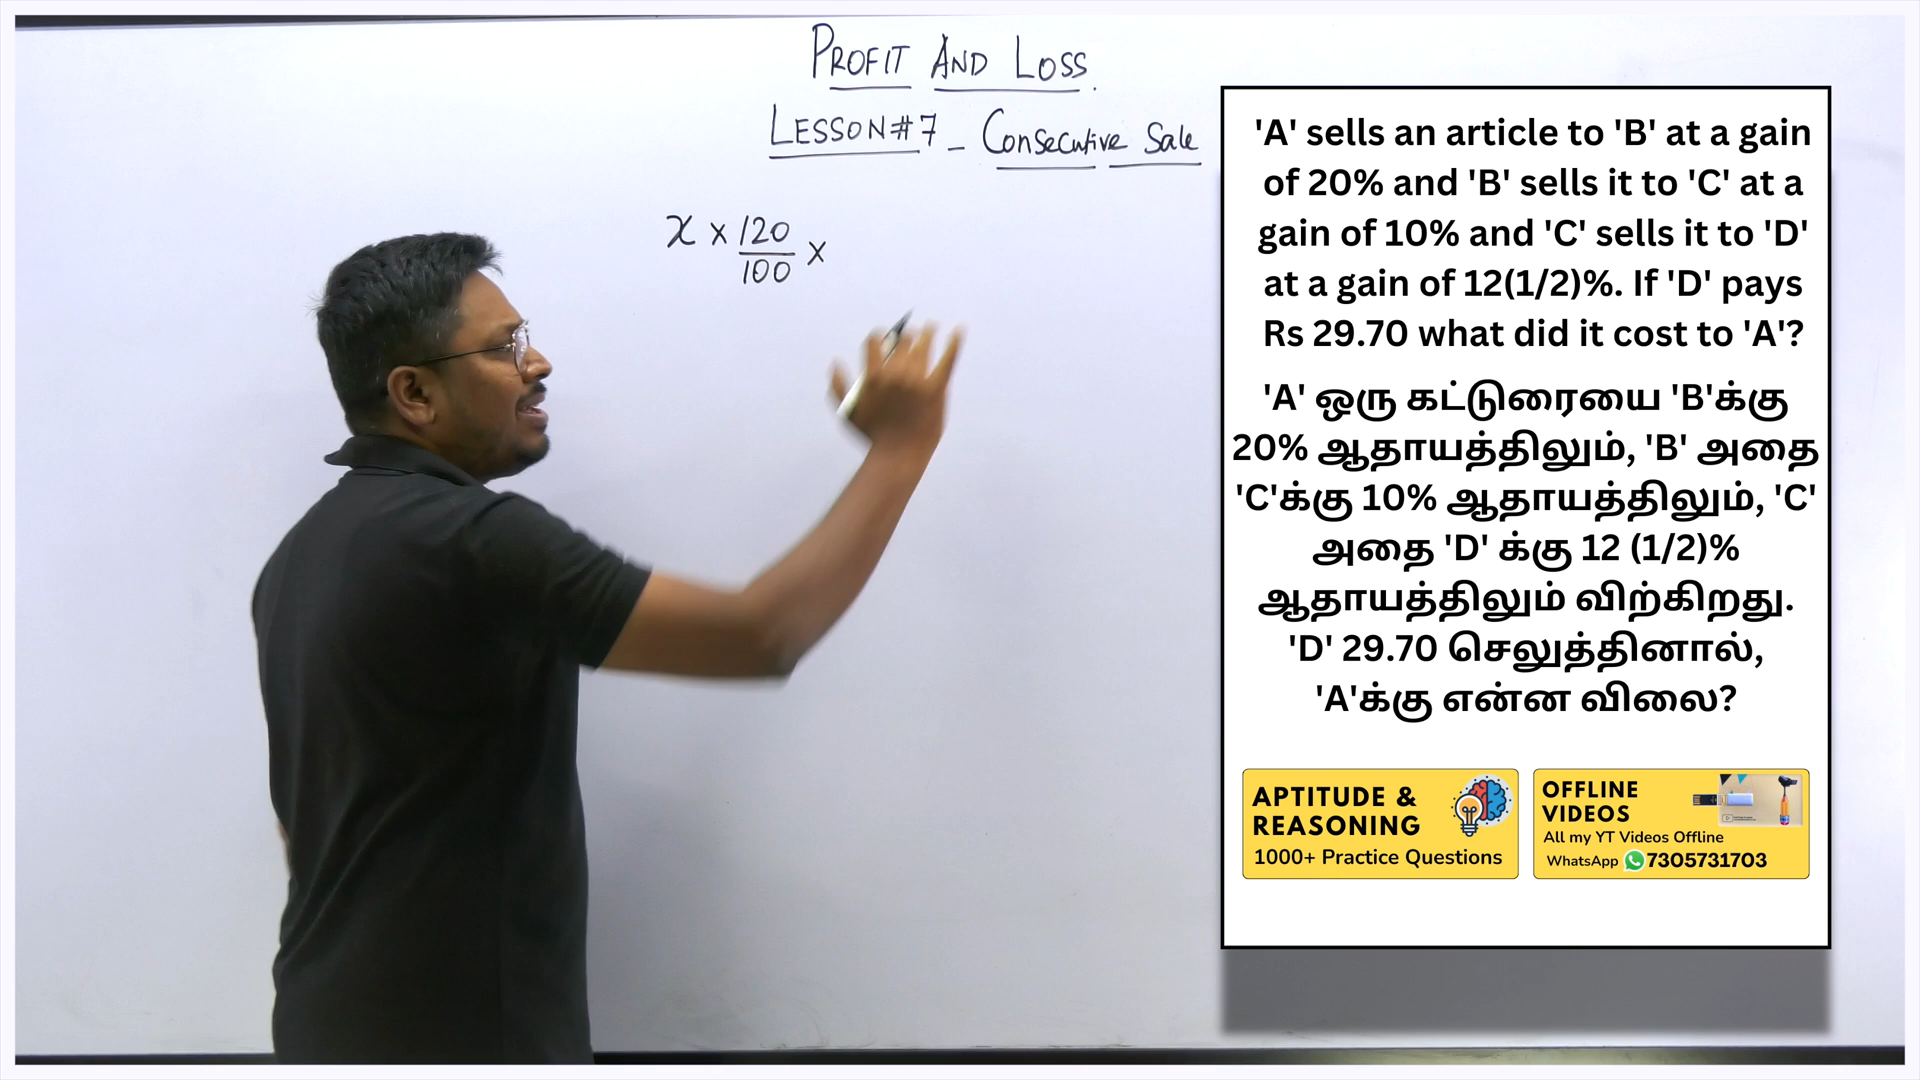 PROFIT AND LOSS.
LESSON#7 - Consecutive Sale
x × 120/100 ×
'A' sells an article to 'B' at a gain
of 20% and 'B' sells it to 'C' at a
gain of 10% and 'C' sells it to 'D'
at a gain of 12(1/2)%. If 'D' pays
Rs 29.70 what did it cost to 'A'?
'A' ஒரு கட்டுரையை 'B'க்கு
20% ஆதாயத்திலும், 'B' அதை
'C'க்கு 10% ஆதாயத்திலும், 'C'
அதை 'D' க்கு 12 (1/2)%
ஆதாயத்திலும் விற்கிறது.
'D' 29.70 செலுத்தினால்,
'A'க்கு என்ன விலை?
APTITUDE &
REASONING
1000+ Practice Questions
OFFLINE
VIDEOS
All my YT Videos Offline
WhatsApp 7305731703